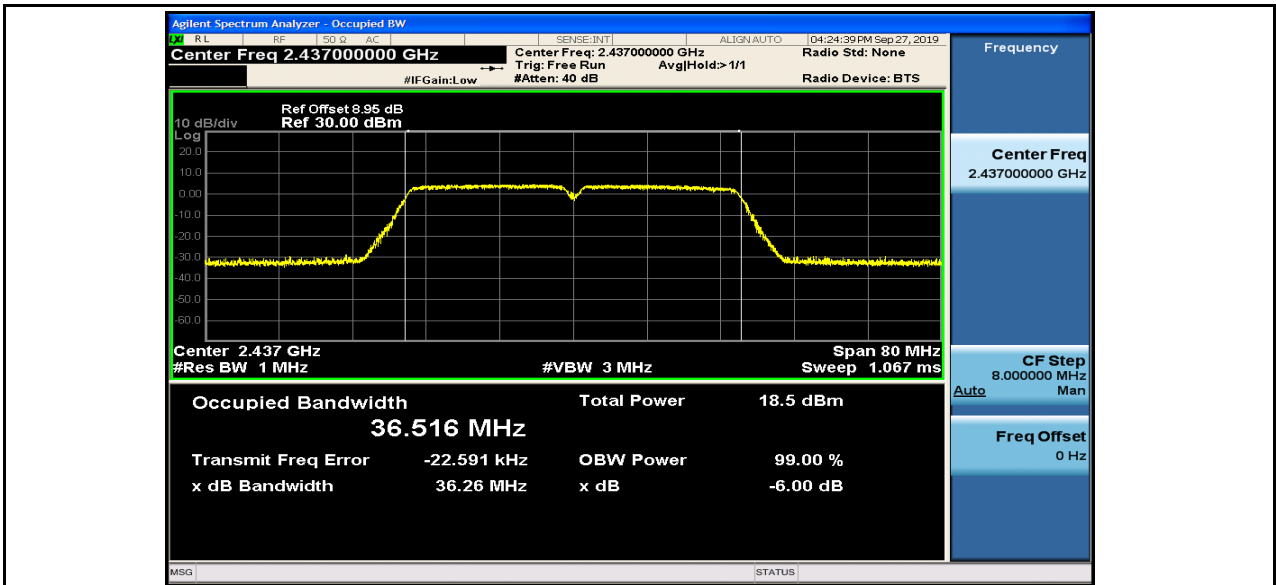 Agilent Spectrum Analyzer - Occupied BW
LXI RL RF 50 Ω AC SENSE:INT ALIGN AUTO 04:24:39 PM Sep 27, 2019
Center Freq 2.437000000 GHz
Center Freq: 2.437000000 GHz
Radio Std: None
Trig: Free Run Avg|Hold:>1/1
#IFGain:Low #Atten: 40 dB
Radio Device: BTS
Ref Offset 8.95 dB
10 dB/div Ref 30.00 dBm
Log
20.0
10.0
0.00
-10.0
-20.0
-30.0
-40.0
-50.0
-60.0
Center 2.437 GHz Span 80 MHz
#Res BW 1 MHz #VBW 3 MHz Sweep 1.067 ms
Occupied Bandwidth Total Power 18.5 dBm
36.516 MHz
Transmit Freq Error -22.591 kHz OBW Power 99.00 %
x dB Bandwidth 36.26 MHz x dB -6.00 dB
MSG STATUS
Frequency
Center Freq
2.437000000 GHz
CF Step
8.000000 MHz
Auto Man
Freq Offset
0 Hz